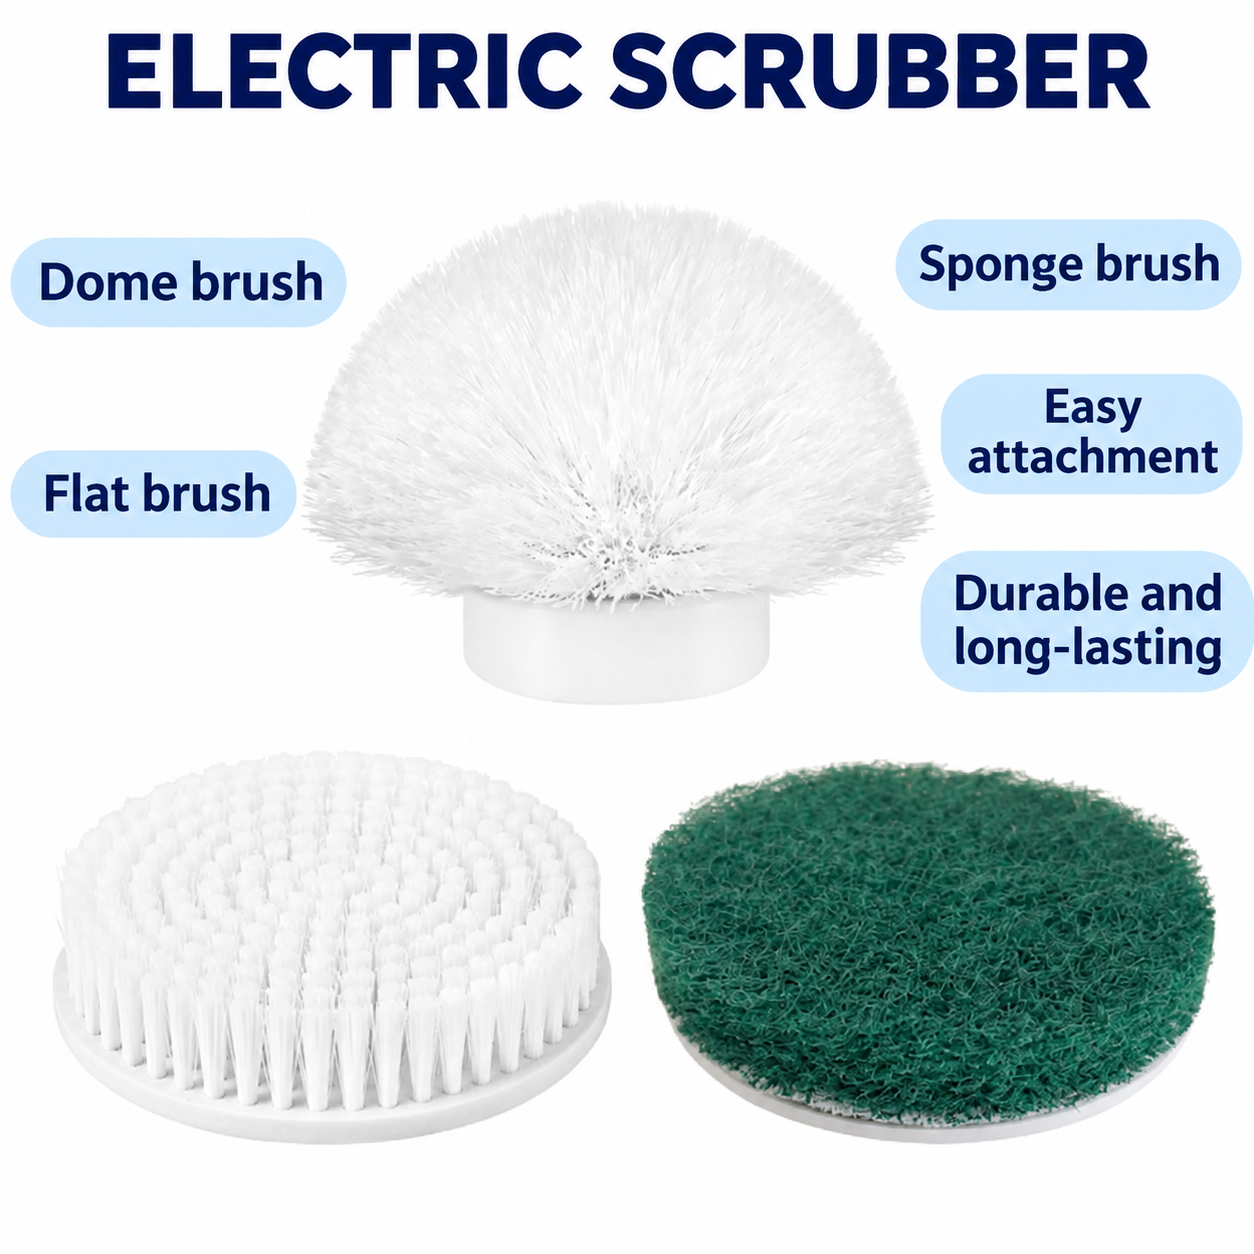 ELECTRIC SCRUBBER
Dome brush
Sponge brush
Easy
attachment
Flat brush
Durable and
long-lasting